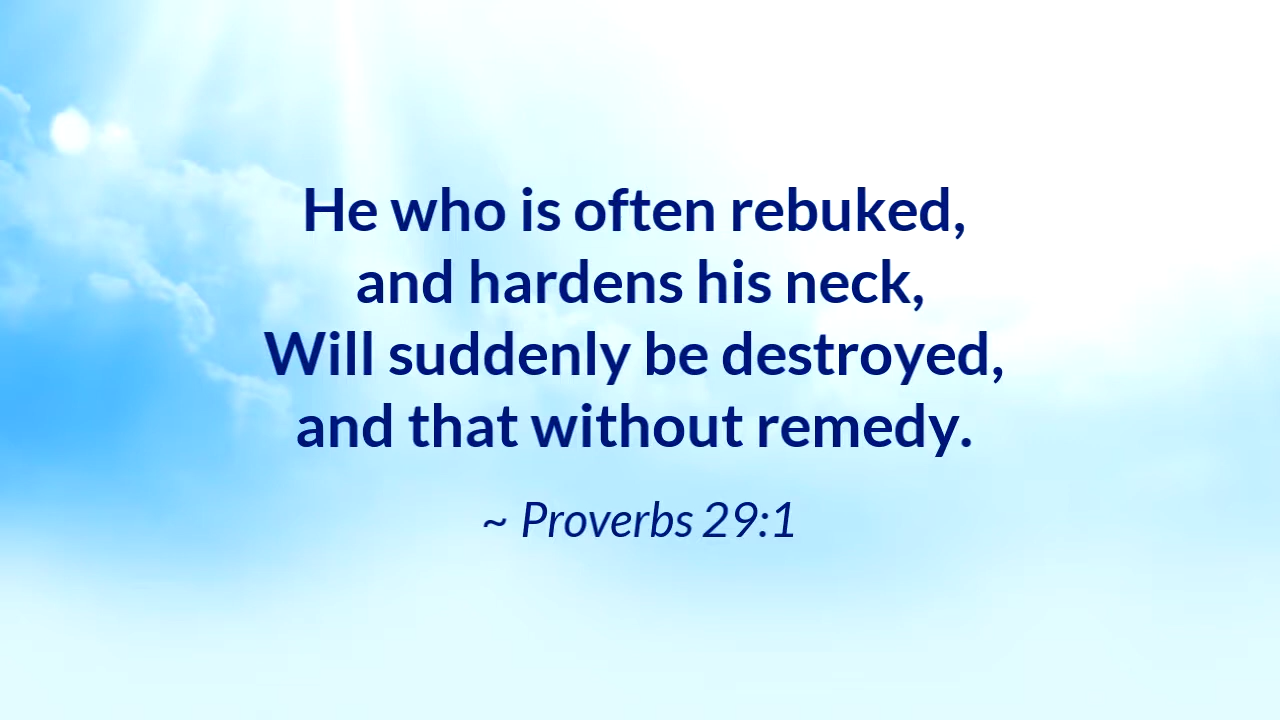 He who is often rebuked,
and hardens his neck,
Will suddenly be destroyed,
and that without remedy.
~ Proverbs 29:1